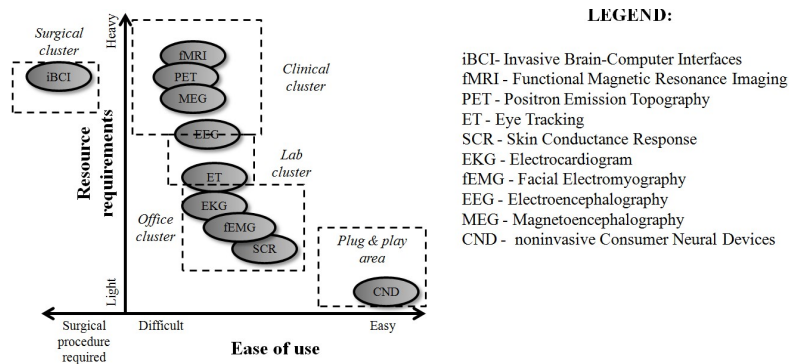 Surgical
cluster
iBCI
Resource
requirements
Heavy
Light
fMRI
PET
MEG
Clinical
cluster
EEG
Lab
cluster
ET
Office
cluster
EKG
fEMG
SCR
Plug & play
area
CND
Surgical
procedure
required
Difficult
Easy
Ease of use
LEGEND:
iBCI- Invasive Brain-Computer Interfaces
fMRI - Functional Magnetic Resonance Imaging
PET - Positron Emission Topography
ET - Eye Tracking
SCR - Skin Conductance Response
EKG - Electrocardiogram
fEMG - Facial Electromyography
EEG - Electroencephalography
MEG - Magnetoencephalography
CND - noninvasive Consumer Neural Devices